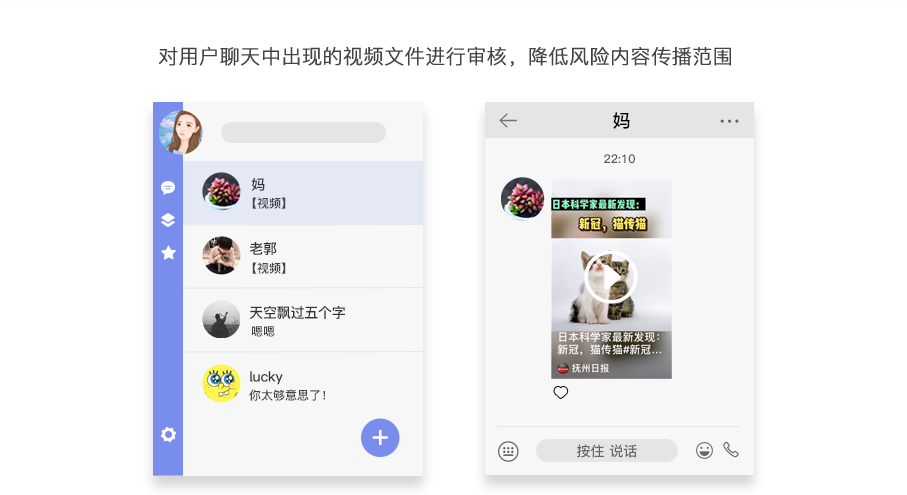 对用户聊天中出现的视频文件进行审核，降低风险内容传播范围
妈
【视频】
老郭
【视频】
天空飘过五个字
嗯嗯
lucky
你太够意思了！
妈
22:10
日本科学家最新发现：
新冠，猫传猫
日本科学家最新发现：
新冠，猫传猫#新冠...
抚州日报
按住 说话